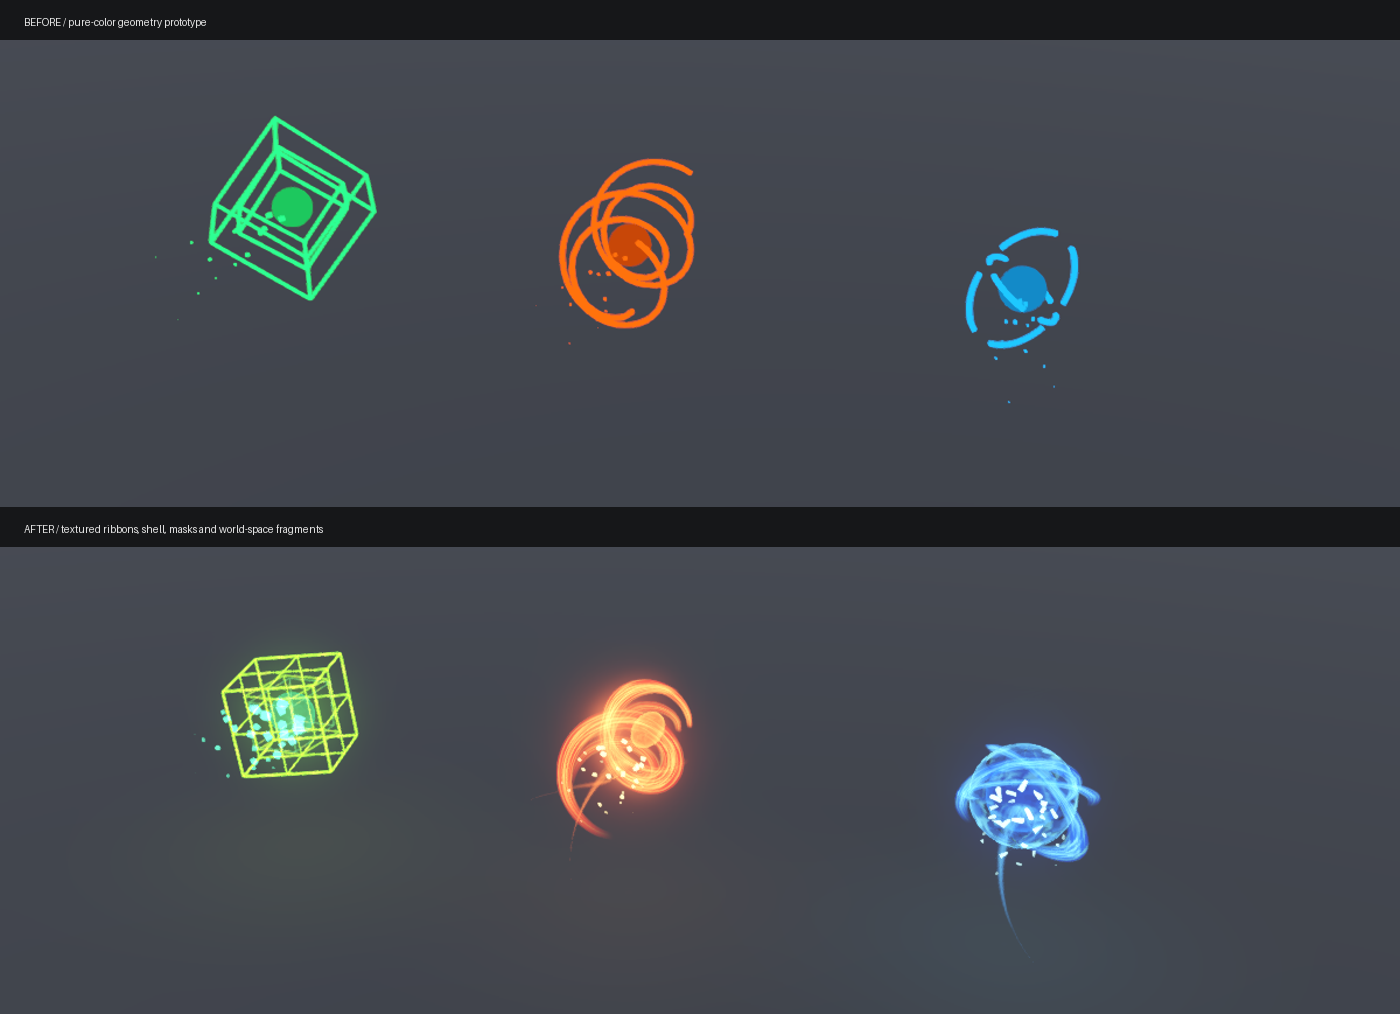 BEFORE / pure-color geometry prototype
AFTER / textured ribbons, shell, masks and world-space fragments